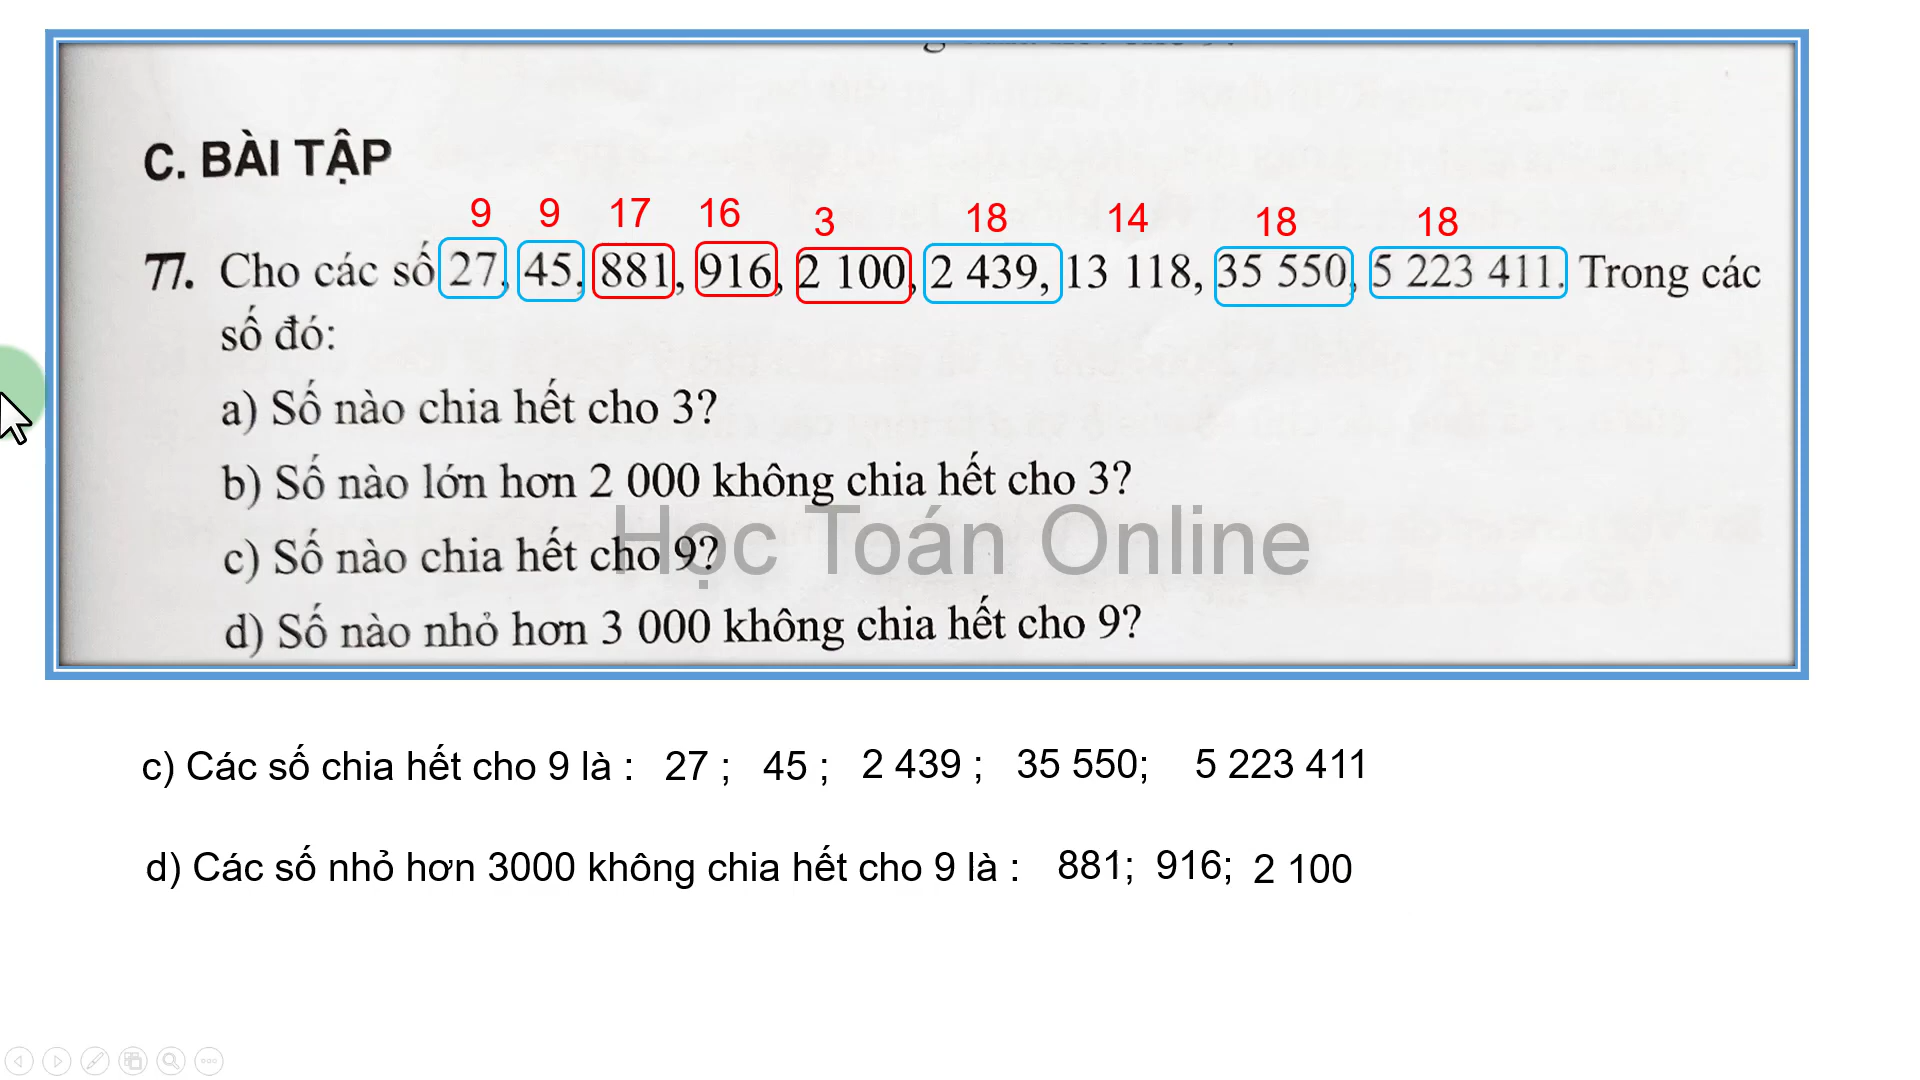 C. BÀI TẬP
9 9 17 16 3 18 14 18 18
77. Cho các số 27, 45, 881, 916, 2 100, 2 439, 13 118, 35 550, 5 223 411. Trong các
số đó:
a) Số nào chia hết cho 3?
b) Số nào lớn hơn 2 000 không chia hết cho 3?
Học Toán Online
c) Số nào chia hết cho 9?
d) Số nào nhỏ hơn 3 000 không chia hết cho 9?
c) Các số chia hết cho 9 là : 27 ; 45 ; 2 439 ; 35 550; 5 223 411
d) Các số nhỏ hơn 3000 không chia hết cho 9 là : 881; 916; 2 100